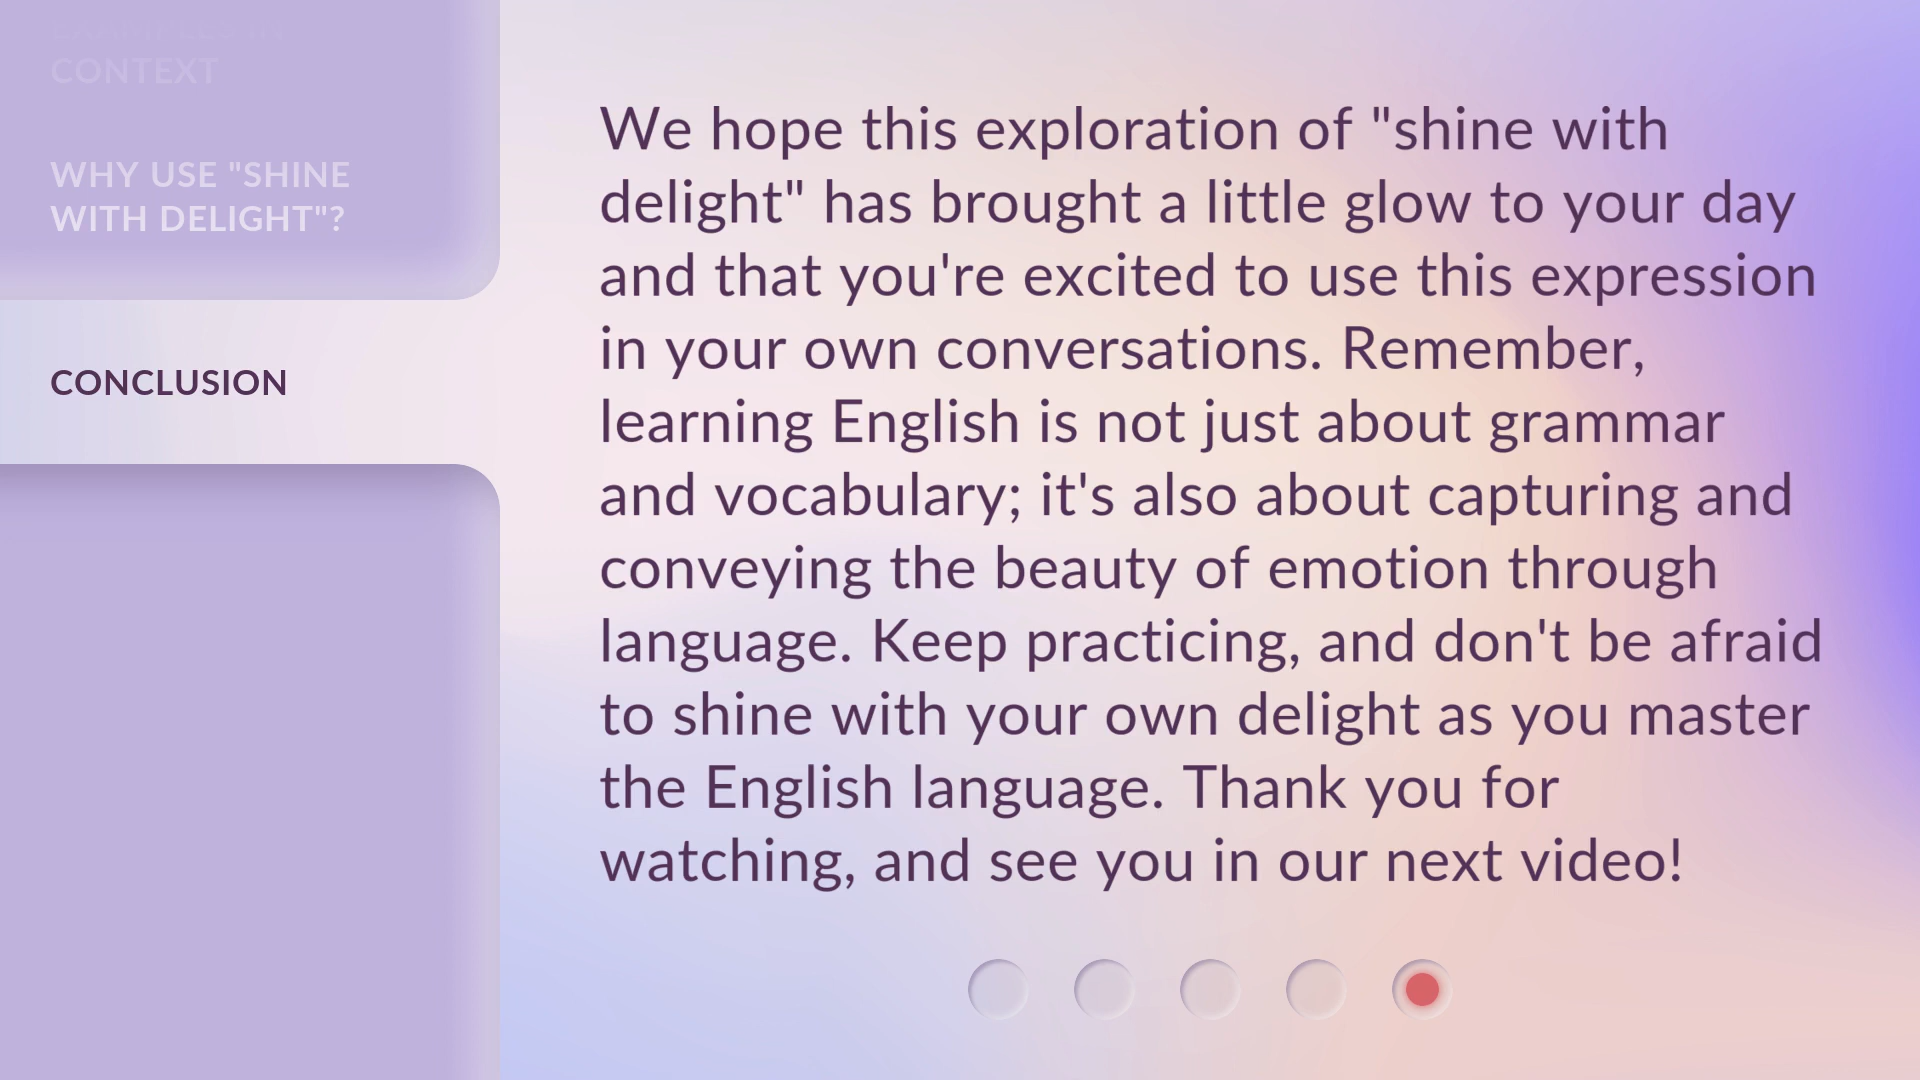 CONTEXT
WHY USE "SHINE
WITH DELIGHT"?
CONCLUSION
We hope this exploration of "shine with
delight" has brought a little glow to your day
and that you're excited to use this expression
in your own conversations. Remember,
learning English is not just about grammar
and vocabulary; it's also about capturing and
conveying the beauty of emotion through
language. Keep practicing, and don't be afraid
to shine with your own delight as you master
the English language. Thank you for
watching, and see you in our next video!